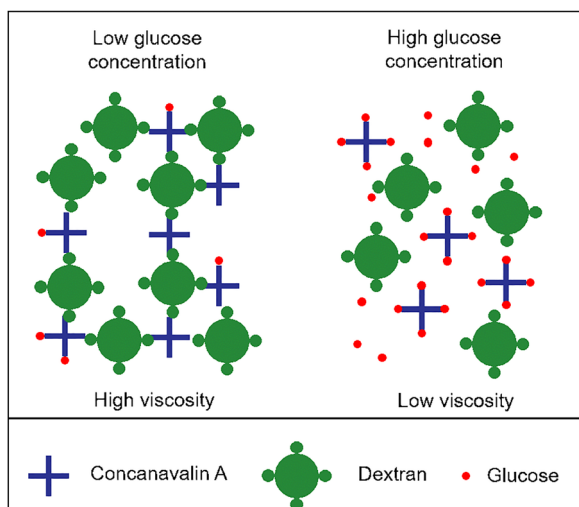 Low glucose
concentration
High glucose
concentration
High viscosity
Low viscosity
Concanavalin A
Dextran
Glucose